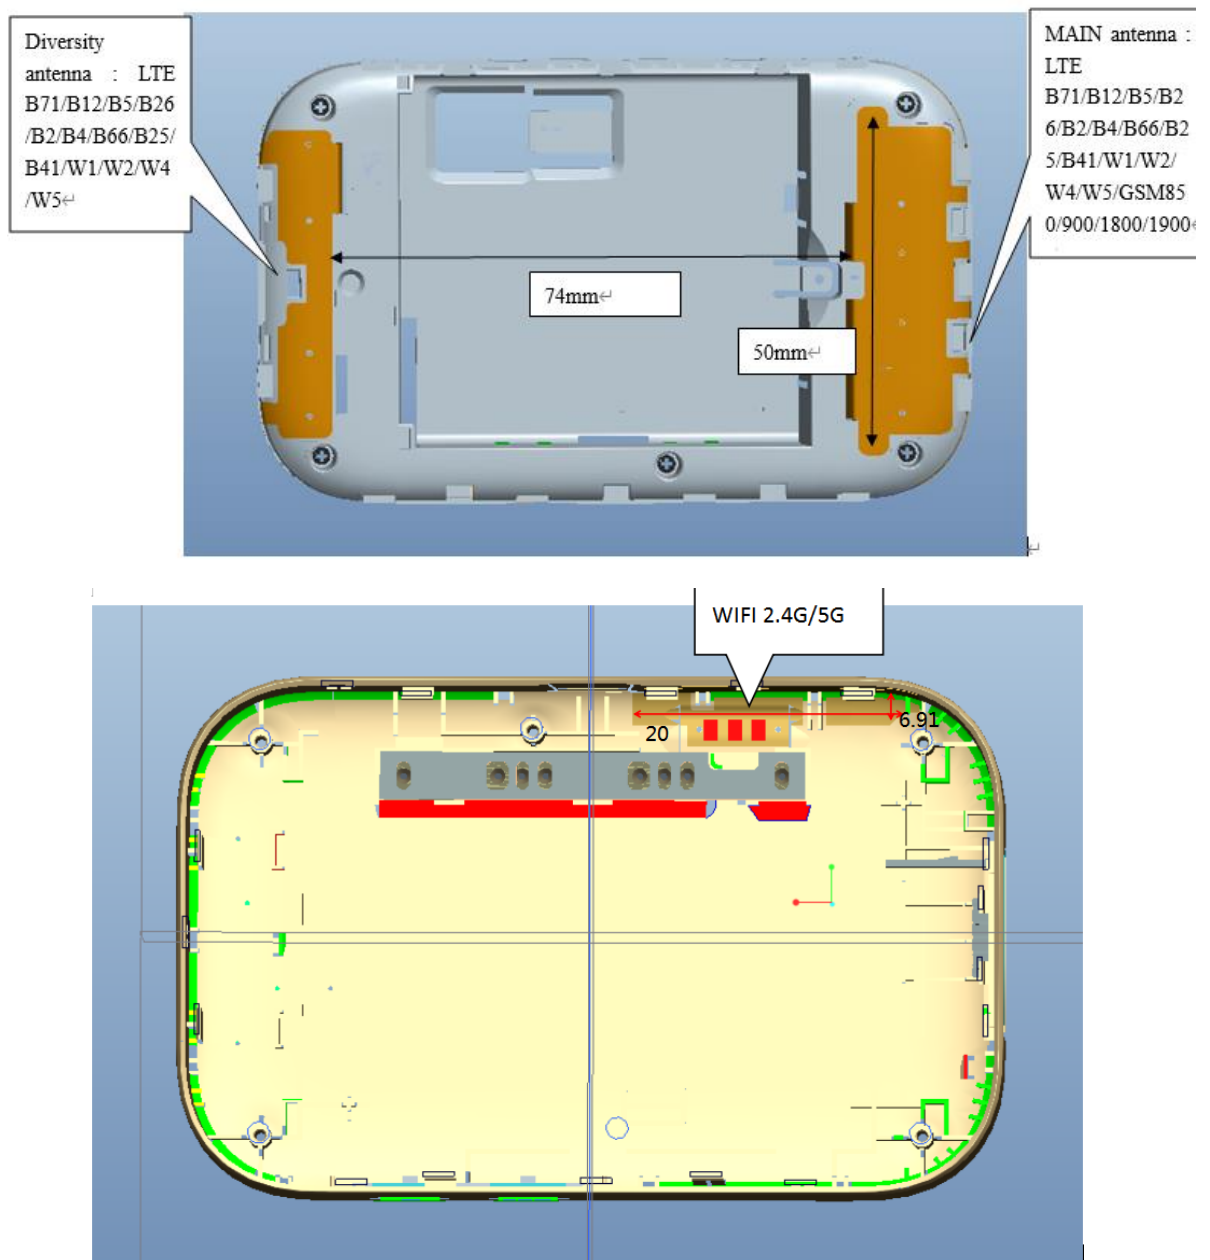 Diversity
antenna : LTE
B71/B12/B5/B26
/B2/B4/B66/B25/
B41/W1/W2/W4
/W5↵
MAIN antenna :
LTE
B71/B12/B5/B2
6/B2/B4/B66/B2
5/B41/W1/W2/
W4/W5/GSM85
0/900/1800/1900↵
74mm↵
50mm↵
↵
WIFI 2.4G/5G
20
6.91